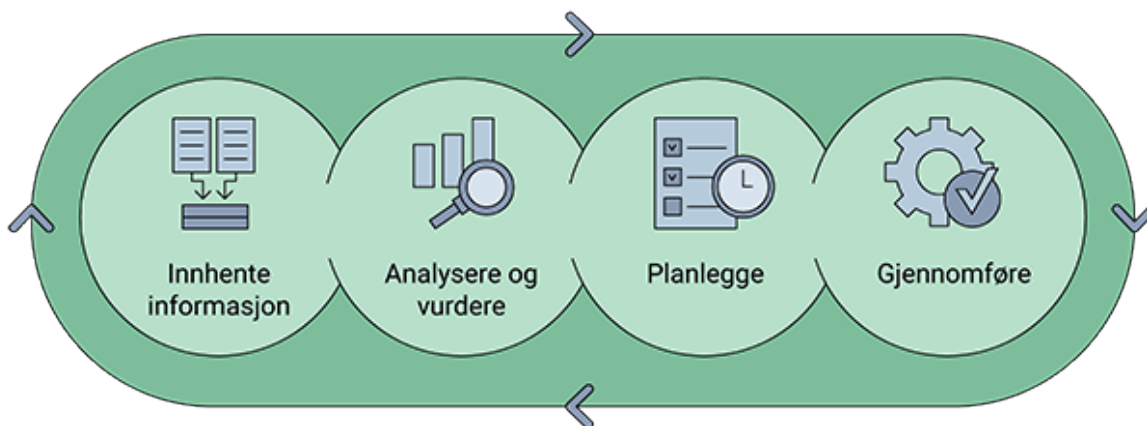 Innhente
informasjon
Analysere og
vurdere
Planlegge
Gjennomføre